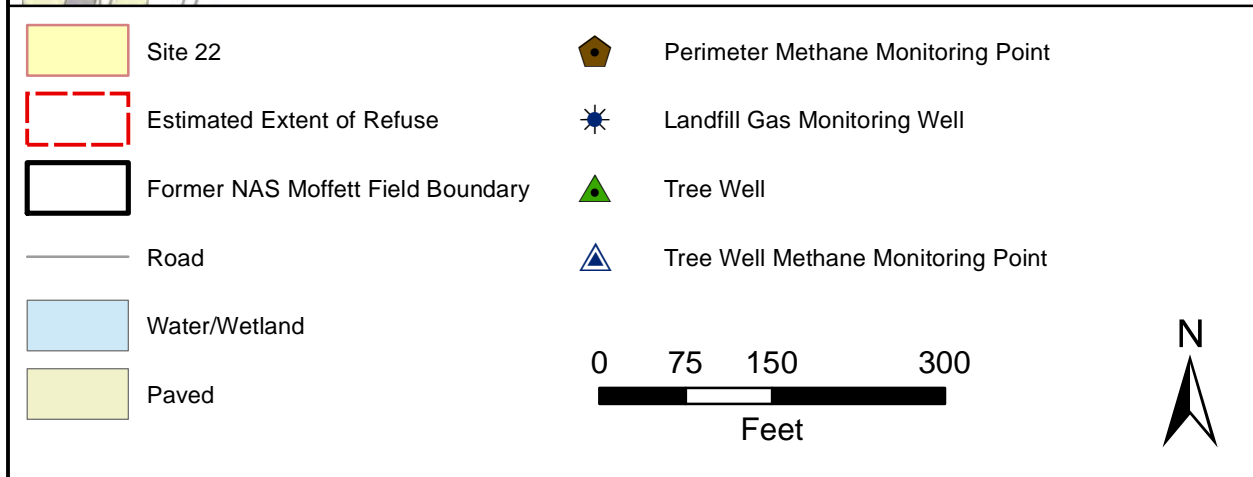 Site 22
Estimated Extent of Refuse
Former NAS Moffett Field Boundary
Road
Water/Wetland
Paved
Perimeter Methane Monitoring Point
Landfill Gas Monitoring Well
Tree Well
Tree Well Methane Monitoring Point
0 75 150 300
Feet
N